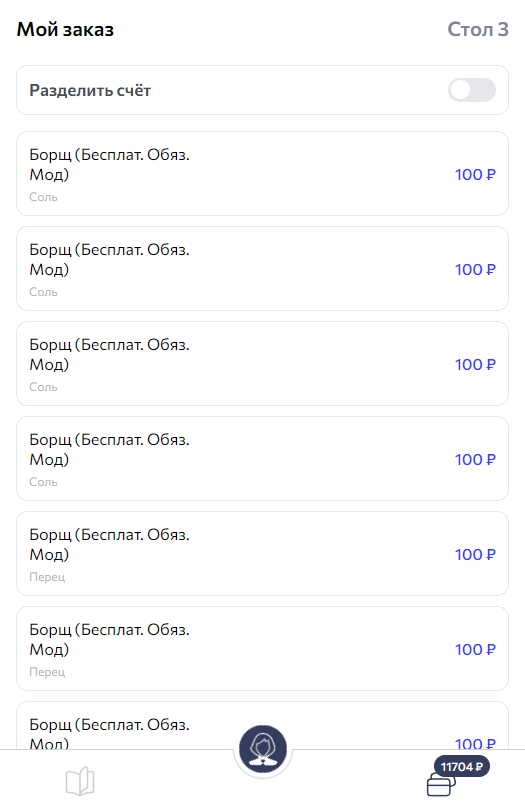 Мой заказ
Стол 3
Разделить счёт
Борщ (Бесплат. Обяз.
Мод)
100 ₽
Соль
Борщ (Бесплат. Обяз.
Мод)
100 ₽
Соль
Борщ (Бесплат. Обяз.
Мод)
100 ₽
Соль
Борщ (Бесплат. Обяз.
Мод)
100 ₽
Соль
Борщ (Бесплат. Обяз.
Мод)
100 ₽
Перец
Борщ (Бесплат. Обяз.
Мод)
100 ₽
Перец
Борщ (Бесплат. Обяз.
Мод)
100 ₽
11704 ₽